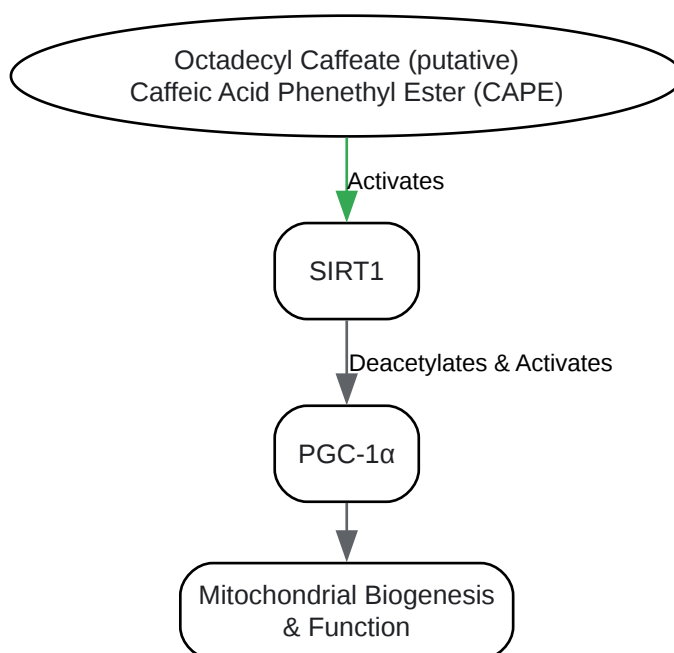 Octadecyl Caffeate (putative)
Caffeic Acid Phenethyl Ester (CAPE)
Activates
SIRT1
Deacetylates & Activates
PGC-1α
Mitochondrial Biogenesis
& Function